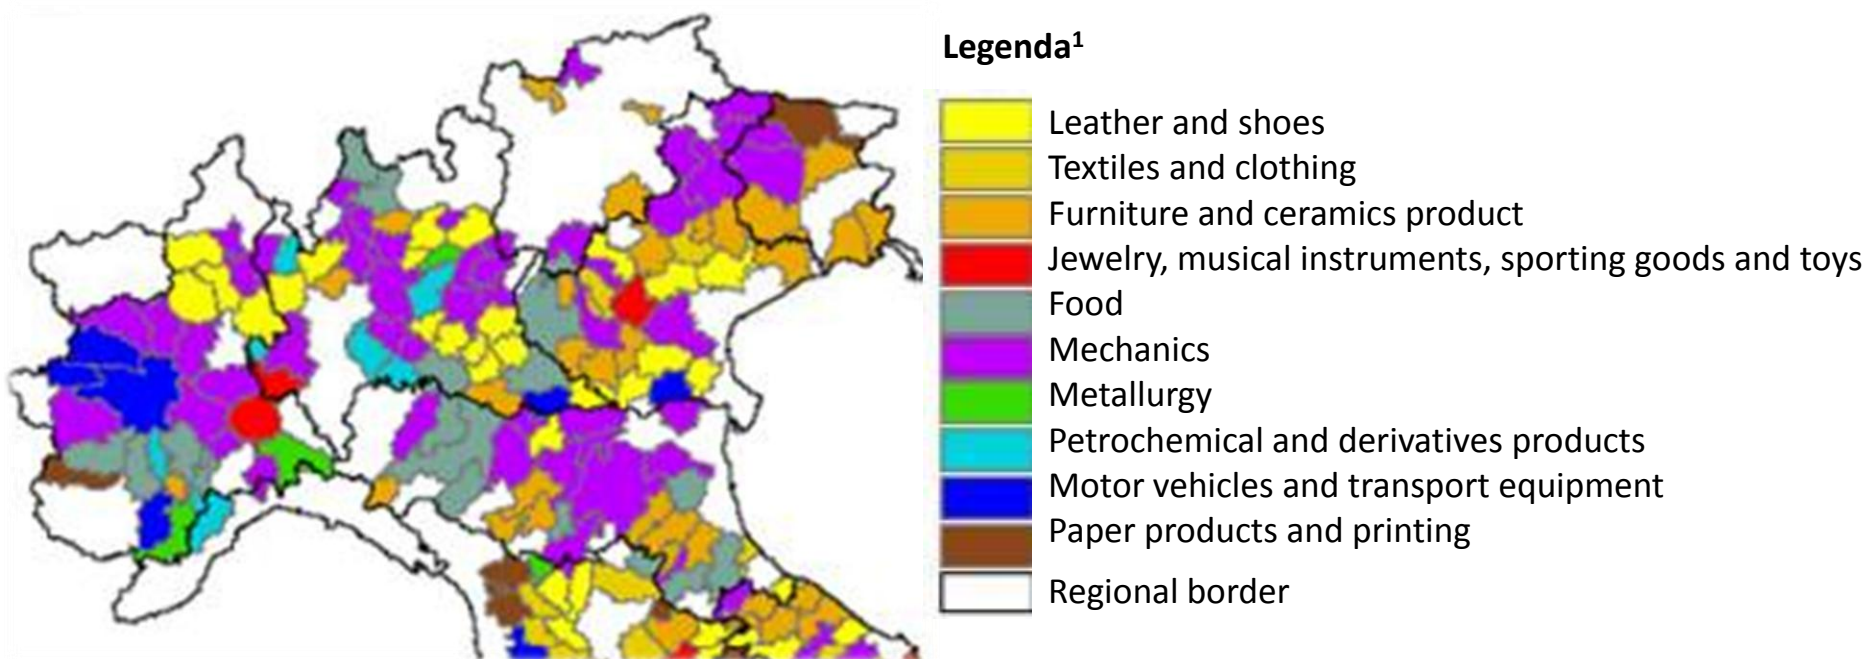 Legenda¹
Leather and shoes
Textiles and clothing
Furniture and ceramics product
Jewelry, musical instruments, sporting goods and toys
Food
Mechanics
Metallurgy
Petrochemical and derivatives products
Motor vehicles and transport equipment
Paper products and printing
Regional border